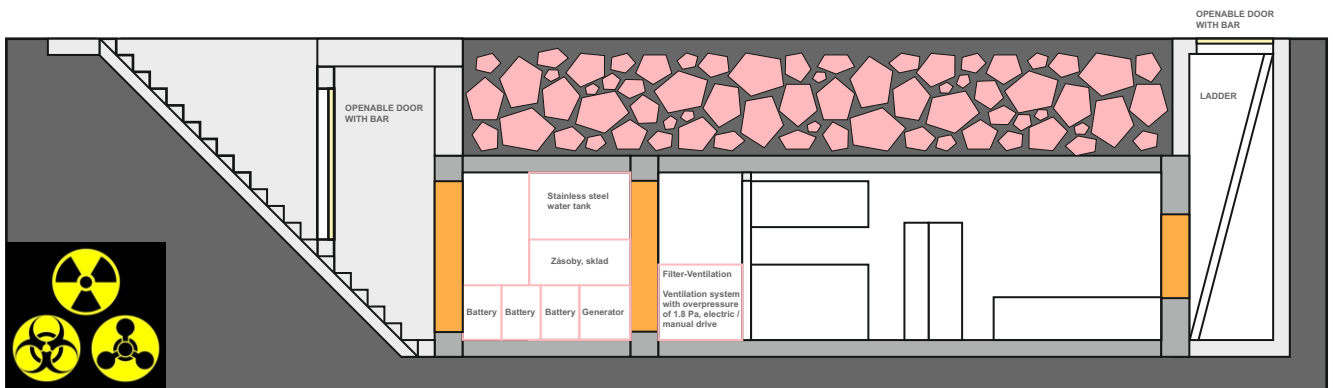 OPENABLE DOOR
WITH BAR
OPENABLE DOOR
WITH BAR
LADDER
Stainless steel
water tank
Zásoby, sklad
Battery
Battery
Battery
Generator
Filter-Ventilation
Ventilation system
with overpressure
of 1.8 Pa, electric /
manual drive